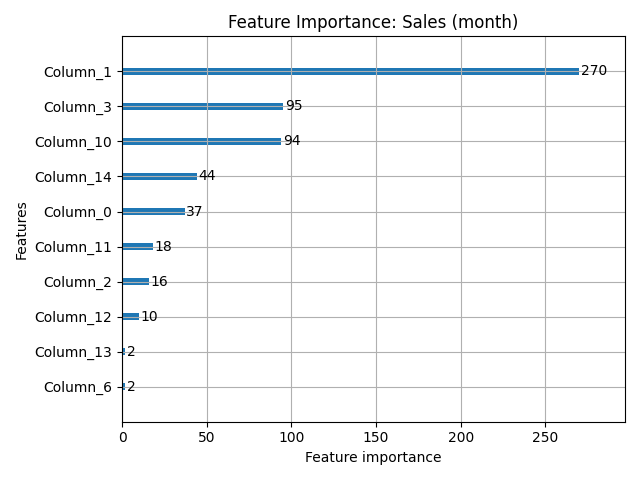 Feature Importance: Sales (month)
Column_1 270
Column_3 95
Column_10 94
Column_14 44
Column_0 37
Column_11 18
Column_2 16
Column_12 10
Column_13 2
Column_6 2
Features
0 50 100 150 200 250
Feature importance